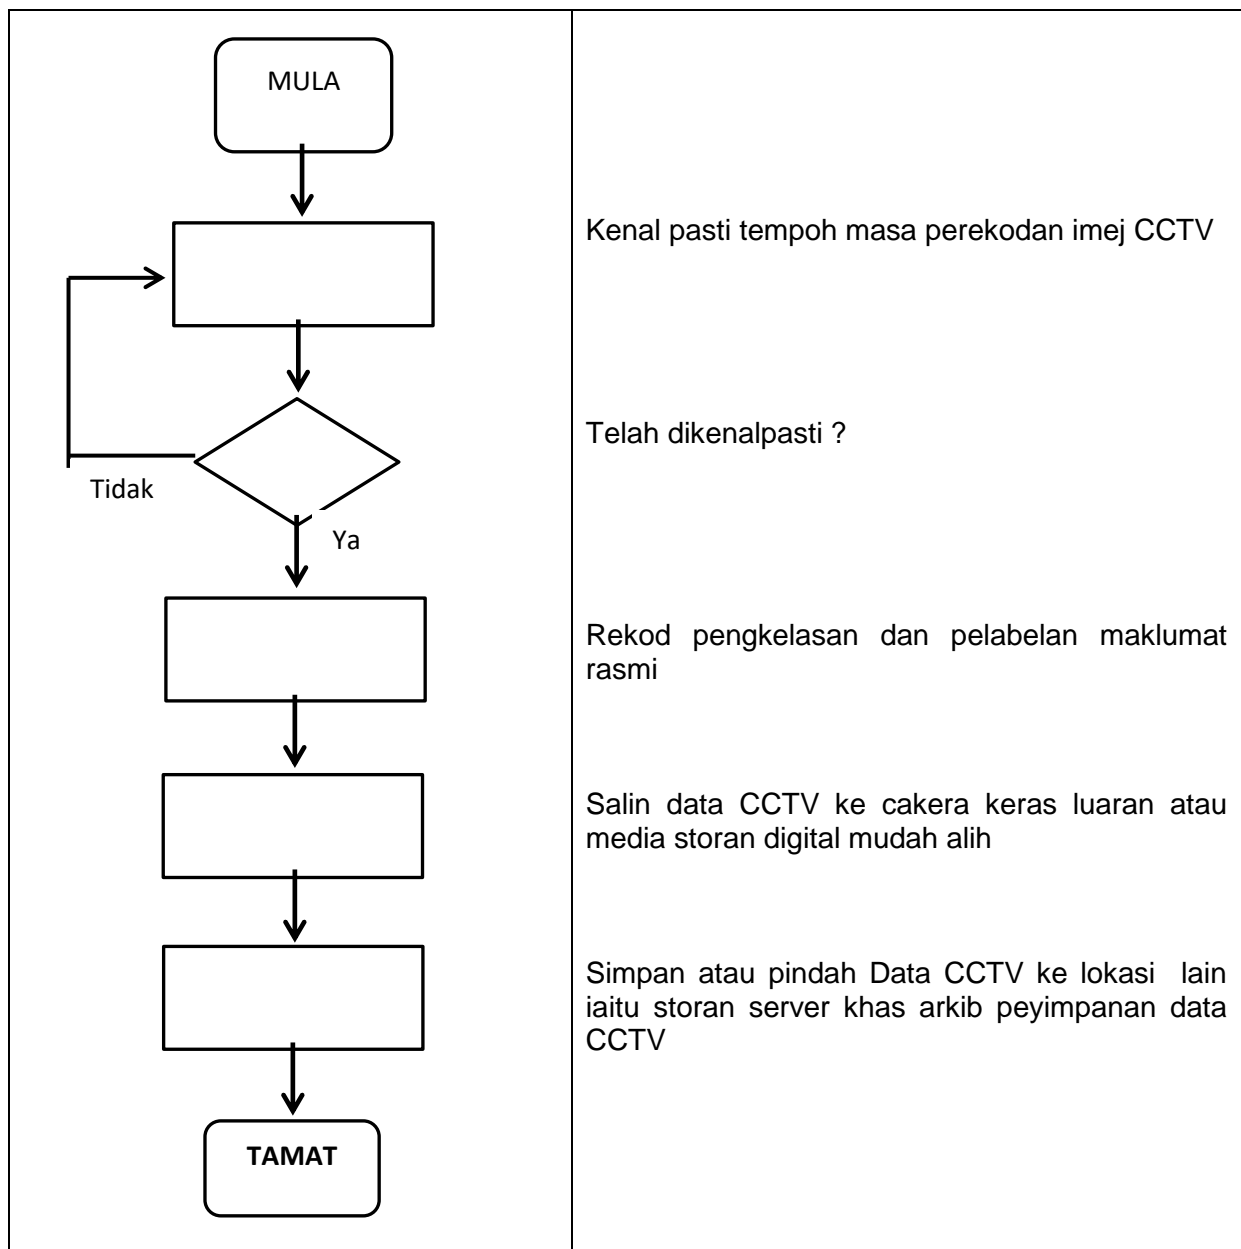 MULA
Kenal pasti tempoh masa perekodan imej CCTV
Telah dikenalpasti ?
Tidak
Ya
Rekod pengkelasan dan pelabelan maklumat
rasmi
Salin data CCTV ke cakera keras luaran atau
media storan digital mudah alih
Simpan atau pindah Data CCTV ke lokasi lain
iaitu storan server khas arkib peyimpanan data
CCTV
TAMAT